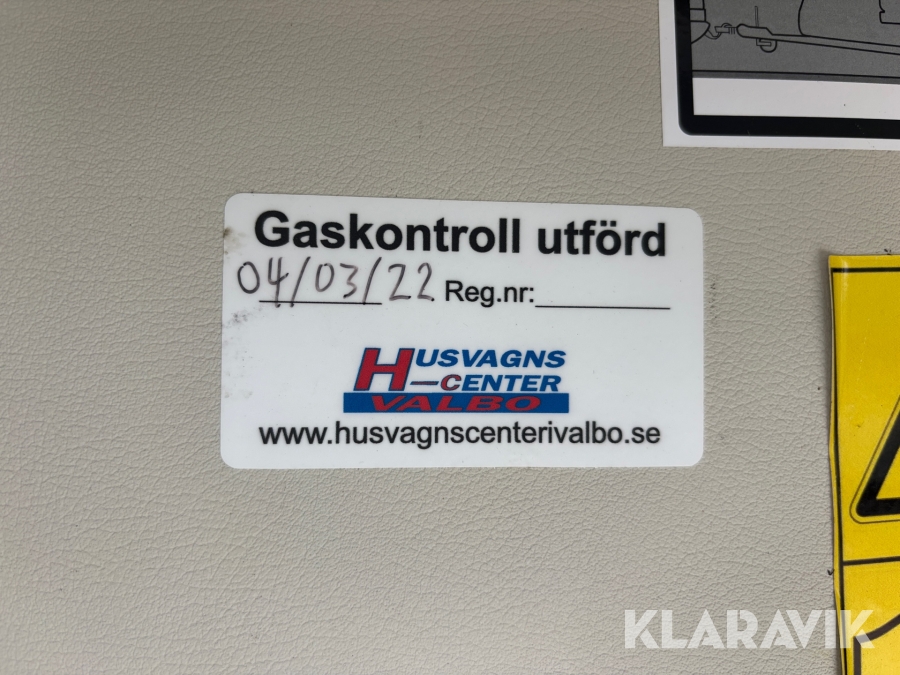 Gaskontroll utförd
04/03/22 Reg.nr:
HUSVAGNS
CENTER
VALBO
www.husvagnscenterivalbo.se
KLARAVIK